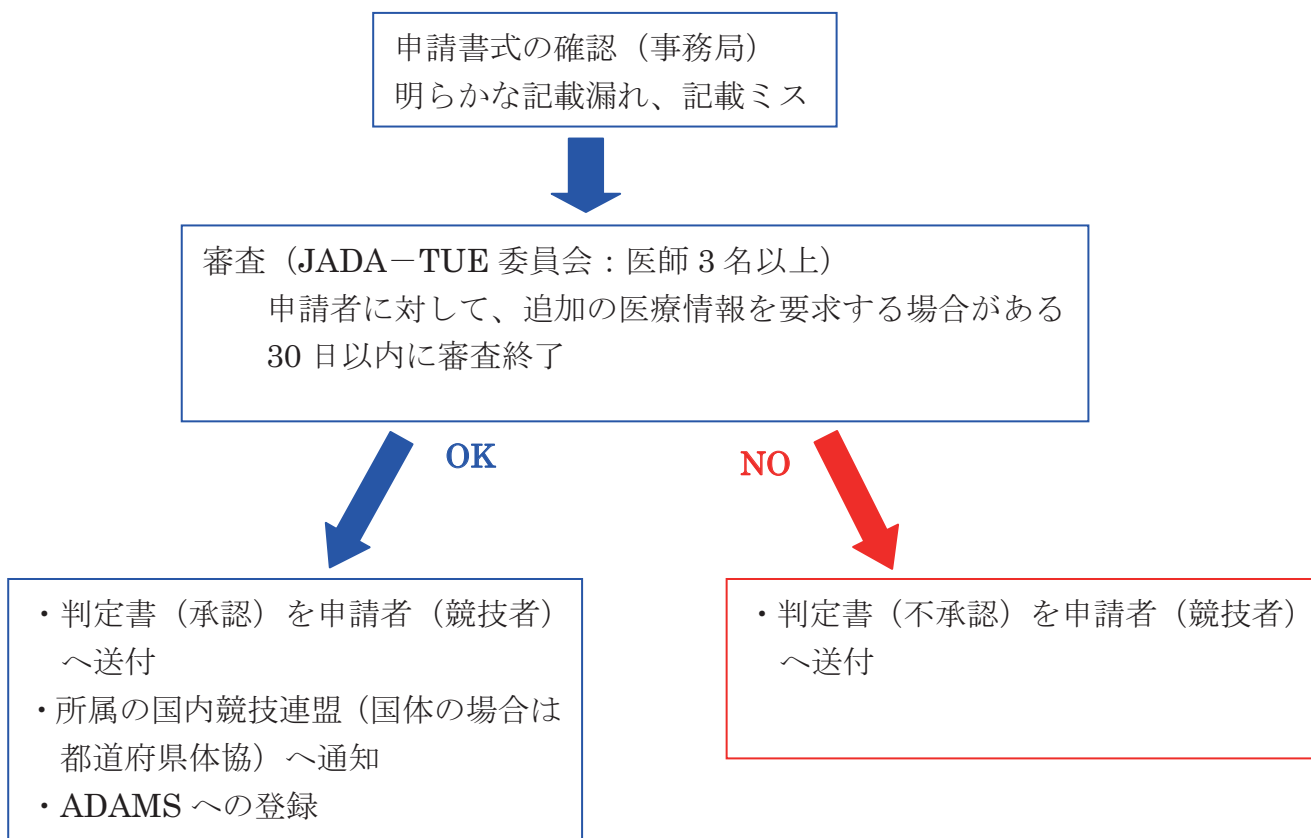 申請書式の確認（事務局）
明らかな記載漏れ、記載ミス
審査（JADA－TUE 委員会：医師 3 名以上）
申請者に対して、追加の医療情報を要求する場合がある
30 日以内に審査終了
OK
NO
・判定書（承認）を申請者（競技者）
へ送付
・所属の国内競技連盟（国体の場合は
都道府県体協）へ通知
・ADAMS への登録
・判定書（不承認）を申請者（競技者）
へ送付